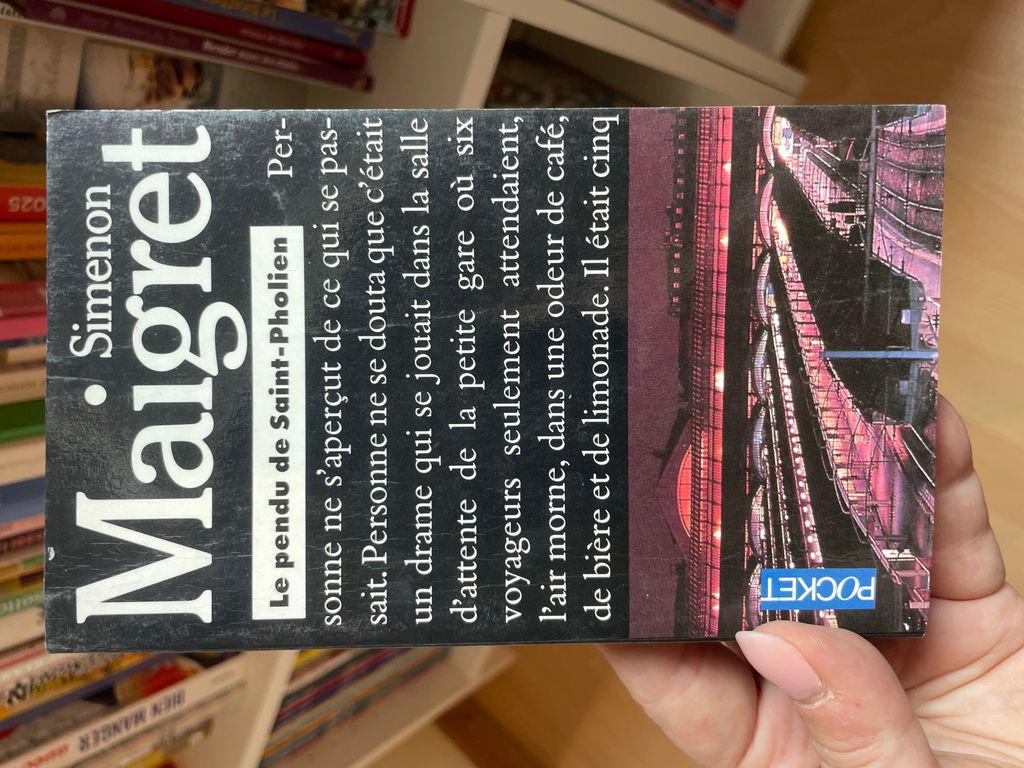 Simenon
Maigret
Le pendu de Saint-Pholien
Per-
sonne ne s'aperçut de ce qui se pas-
sait. Personne ne se douta que c'était
un drame qui se jouait dans la salle
d'attente de la petite gare où six
voyageurs seulement attendaient,
l'air morne, dans une odeur de café,
de bière et de limonade. Il était cinq
POCKET
2025
BIEN MANGER